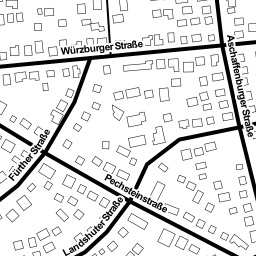 Würzburger Straße
Aschaffenburger Straße
Fürther Straße
Pechsteinstraße
Landshuter Straße